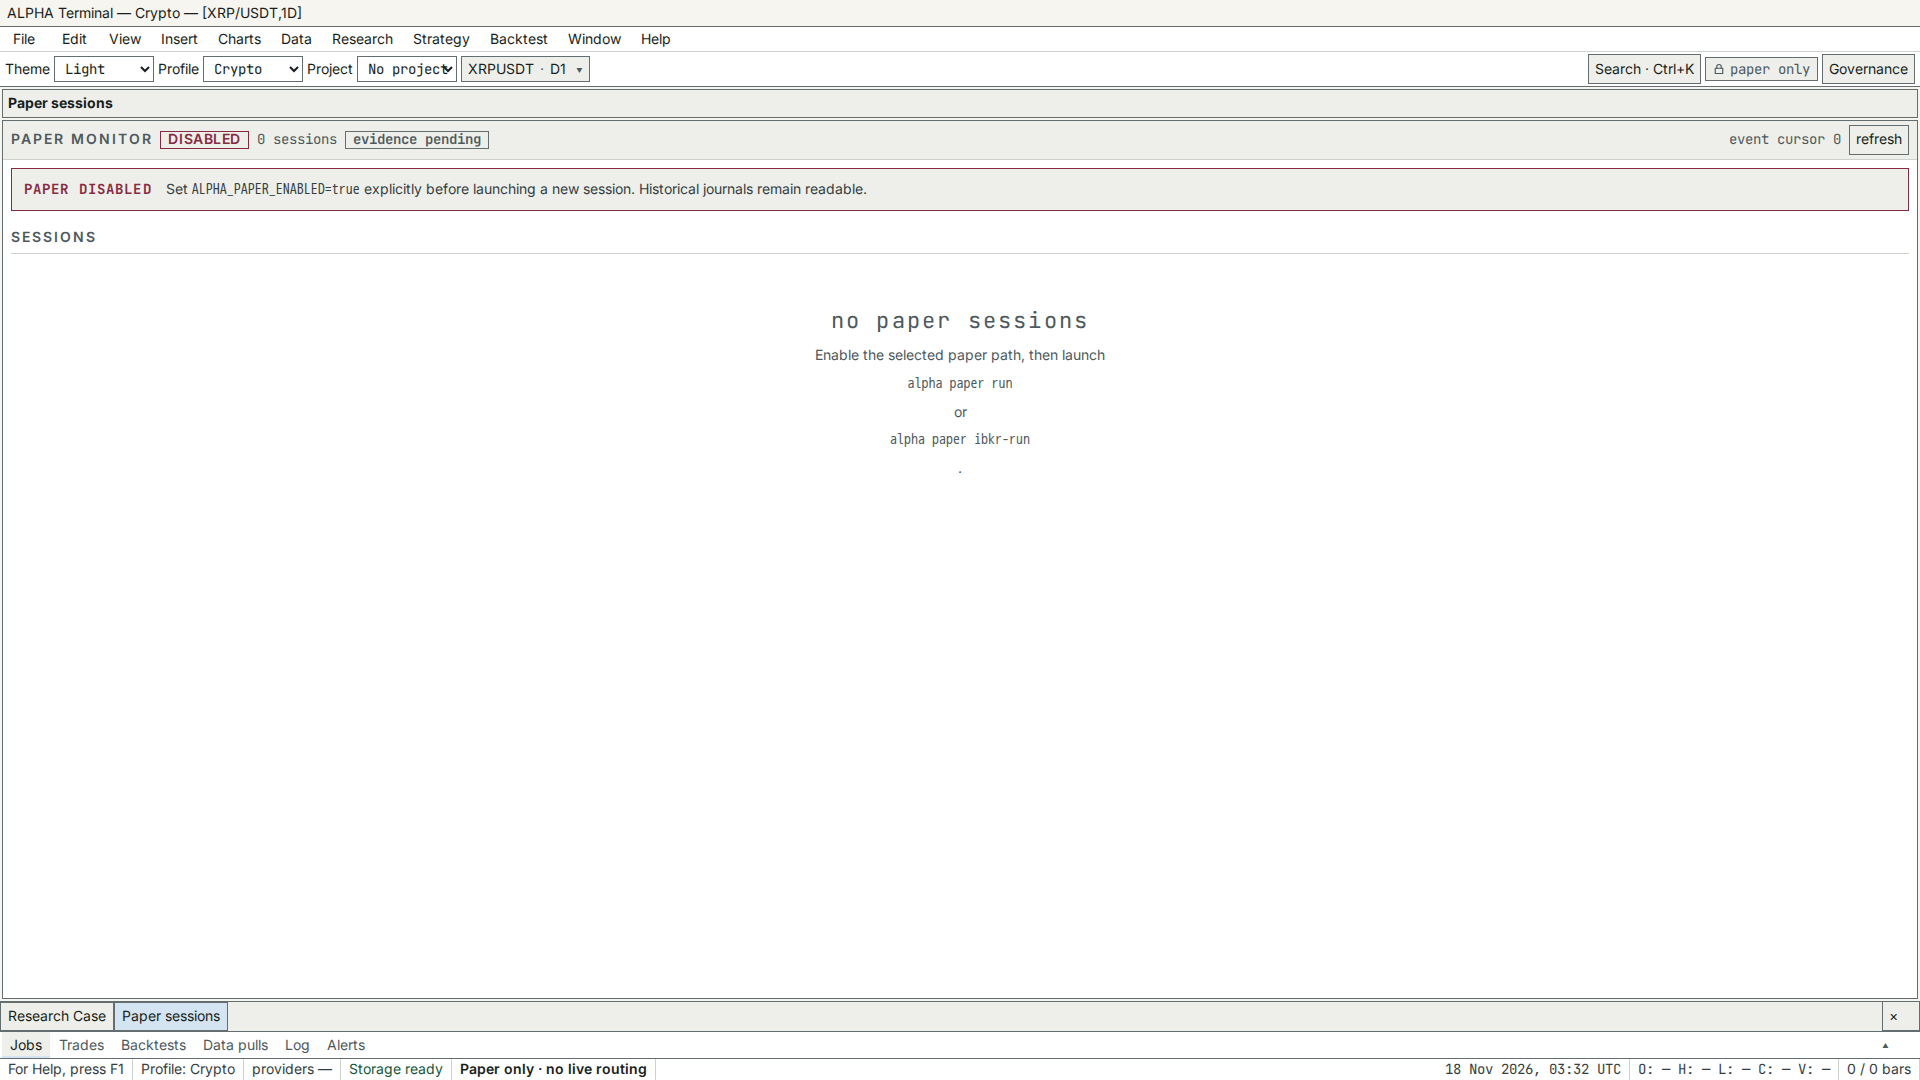 ALPHA Terminal — Crypto — [XRP/USDT,1D]
File Edit View Insert Charts Data Research Strategy Backtest Window Help
Theme Light Profile Crypto Project No project XRPUSDT · D1 ▾ Search · Ctrl+K paper only Governance
Paper sessions
PAPER MONITOR DISABLED 0 sessions evidence pending event cursor 0 refresh
PAPER DISABLED Set ALPHA_PAPER_ENABLED=true explicitly before launching a new session. Historical journals remain readable.
SESSIONS
no paper sessions
Enable the selected paper path, then launch
alpha paper run
or
alpha paper ibkr-run
.
Research Case Paper sessions ×
Jobs Trades Backtests Data pulls Log Alerts ▴
For Help, press F1 Profile: Crypto providers — Storage ready Paper only · no live routing 18 Nov 2026, 03:32 UTC O: — H: — L: — C: — V: — 0 / 0 bars